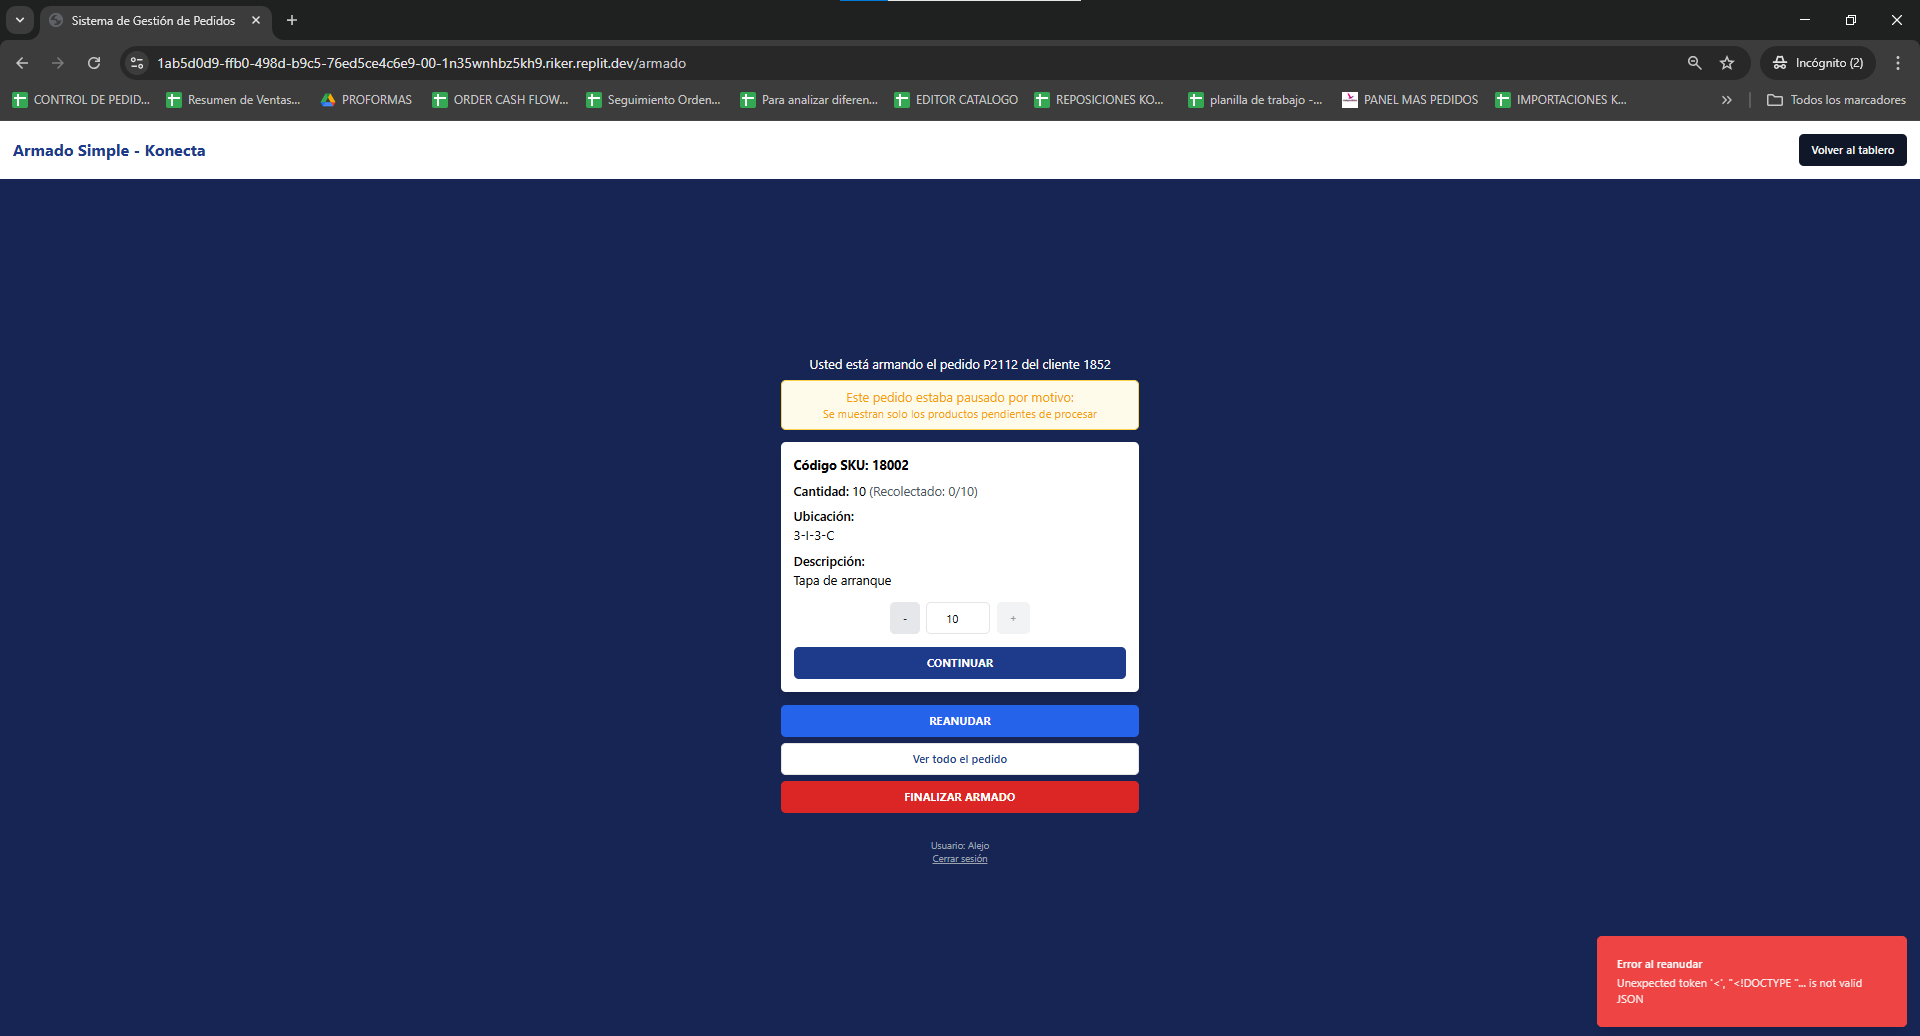 Sistema de Gestión de Pedidos
1ab5d0d9-ffb0-498d-b9c5-76ed5ce4c6e9-00-1n35wnhbz5kh9.riker.replit.dev/armado
Incógnito (2)
CONTROL DE PEDID...
Resumen de Ventas...
PROFORMAS
ORDER CASH FLOW...
Seguimiento Orden...
Para analizar diferen...
EDITOR CATALOGO
REPOSICIONES KO...
planilla de trabajo -...
PANEL MAS PEDIDOS
IMPORTACIONES K...
Todos los marcadores
Armado Simple - Konecta
Volver al tablero
Usted está armando el pedido P2112 del cliente 1852
Este pedido estaba pausado por motivo:
Se muestran solo los productos pendientes de procesar
Código SKU: 18002
Cantidad: 10 (Recolectado: 0/10)
Ubicación:
3-I-3-C
Descripción:
Tapa de arranque
- 10 +
CONTINUAR
REANUDAR
Ver todo el pedido
FINALIZAR ARMADO
Usuario: Alejo
Cerrar sesión
Error al reanudar
Unexpected token '<', "<!DOCTYPE "... is not valid
JSON